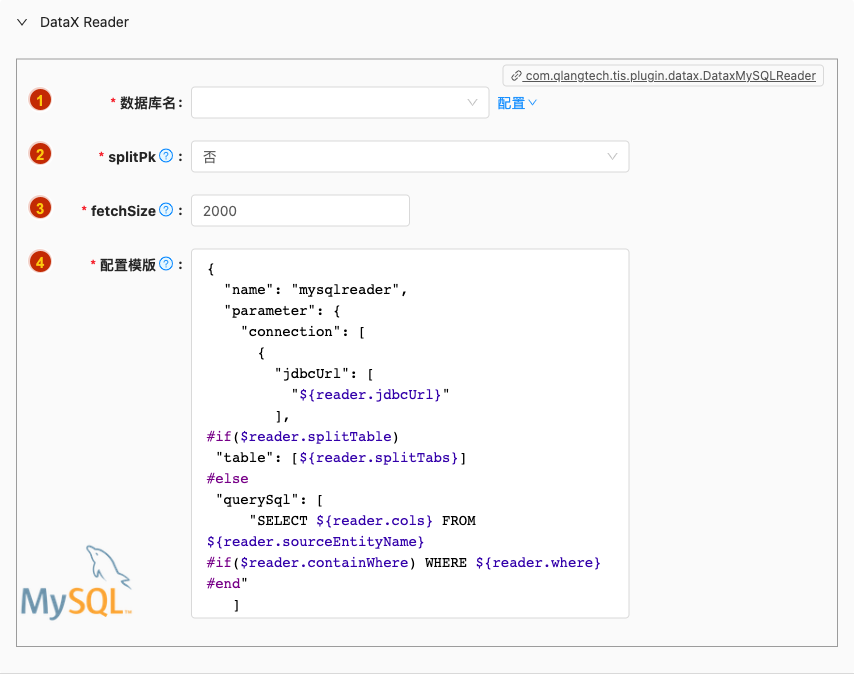 DataX Reader
com.qlangtech.tis.plugin.datax.DataxMySQLReader
1 * 数据库名: 配置
2 * splitPk ? : 否
3 * fetchSize ? : 2000
4 * 配置模版 ? :
{
  "name": "mysqlreader",
  "parameter": {
    "connection": [
      {
        "jdbcUrl": [
          "${reader.jdbcUrl}"
        ],
#if($reader.splitTable)
 "table": [${reader.splitTabs}]
#else
 "querySql": [
     "SELECT ${reader.cols} FROM
${reader.sourceEntityName}
#if($reader.containWhere) WHERE ${reader.where}
#end"
   ]
MySQL™